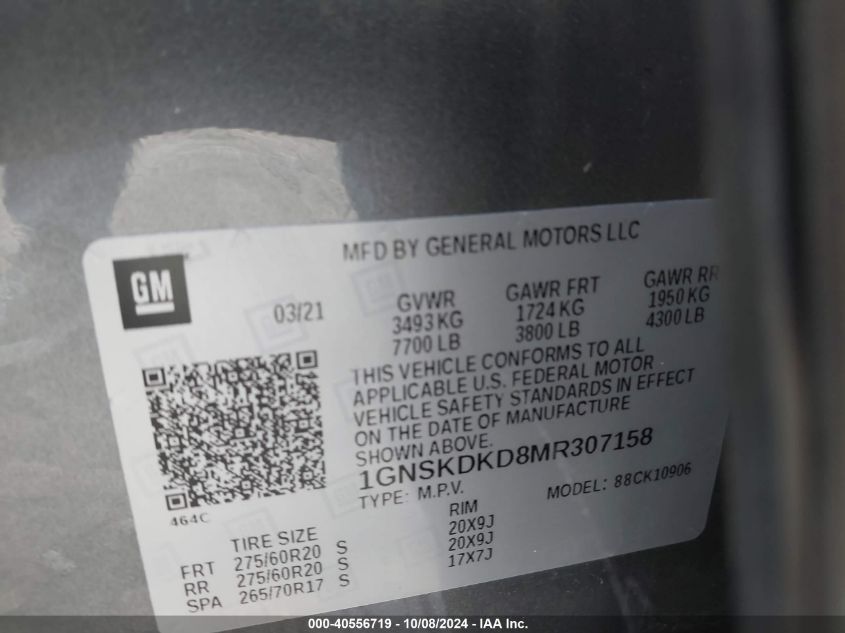 MFD BY GENERAL MOTORS LLC
GM
03/21
GVWR GAWR FRT GAWR RR
3493 KG 1724 KG 1950 KG
7700 LB 3800 LB 4300 LB
THIS VEHICLE CONFORMS TO ALL
APPLICABLE U.S. FEDERAL MOTOR
VEHICLE SAFETY STANDARDS IN EFFECT
ON THE DATE OF MANUFACTURE
SHOWN ABOVE.
1GNSKDKD8MR307158
TYPE: M.P.V. MODEL: 88CK10906
464C
TIRE SIZE RIM
FRT 275/60R20 S 20X9J
RR 275/60R20 S 20X9J
SPA 265/70R17 S 17X7J
000-40556719 - 10/08/2024 - IAA Inc.